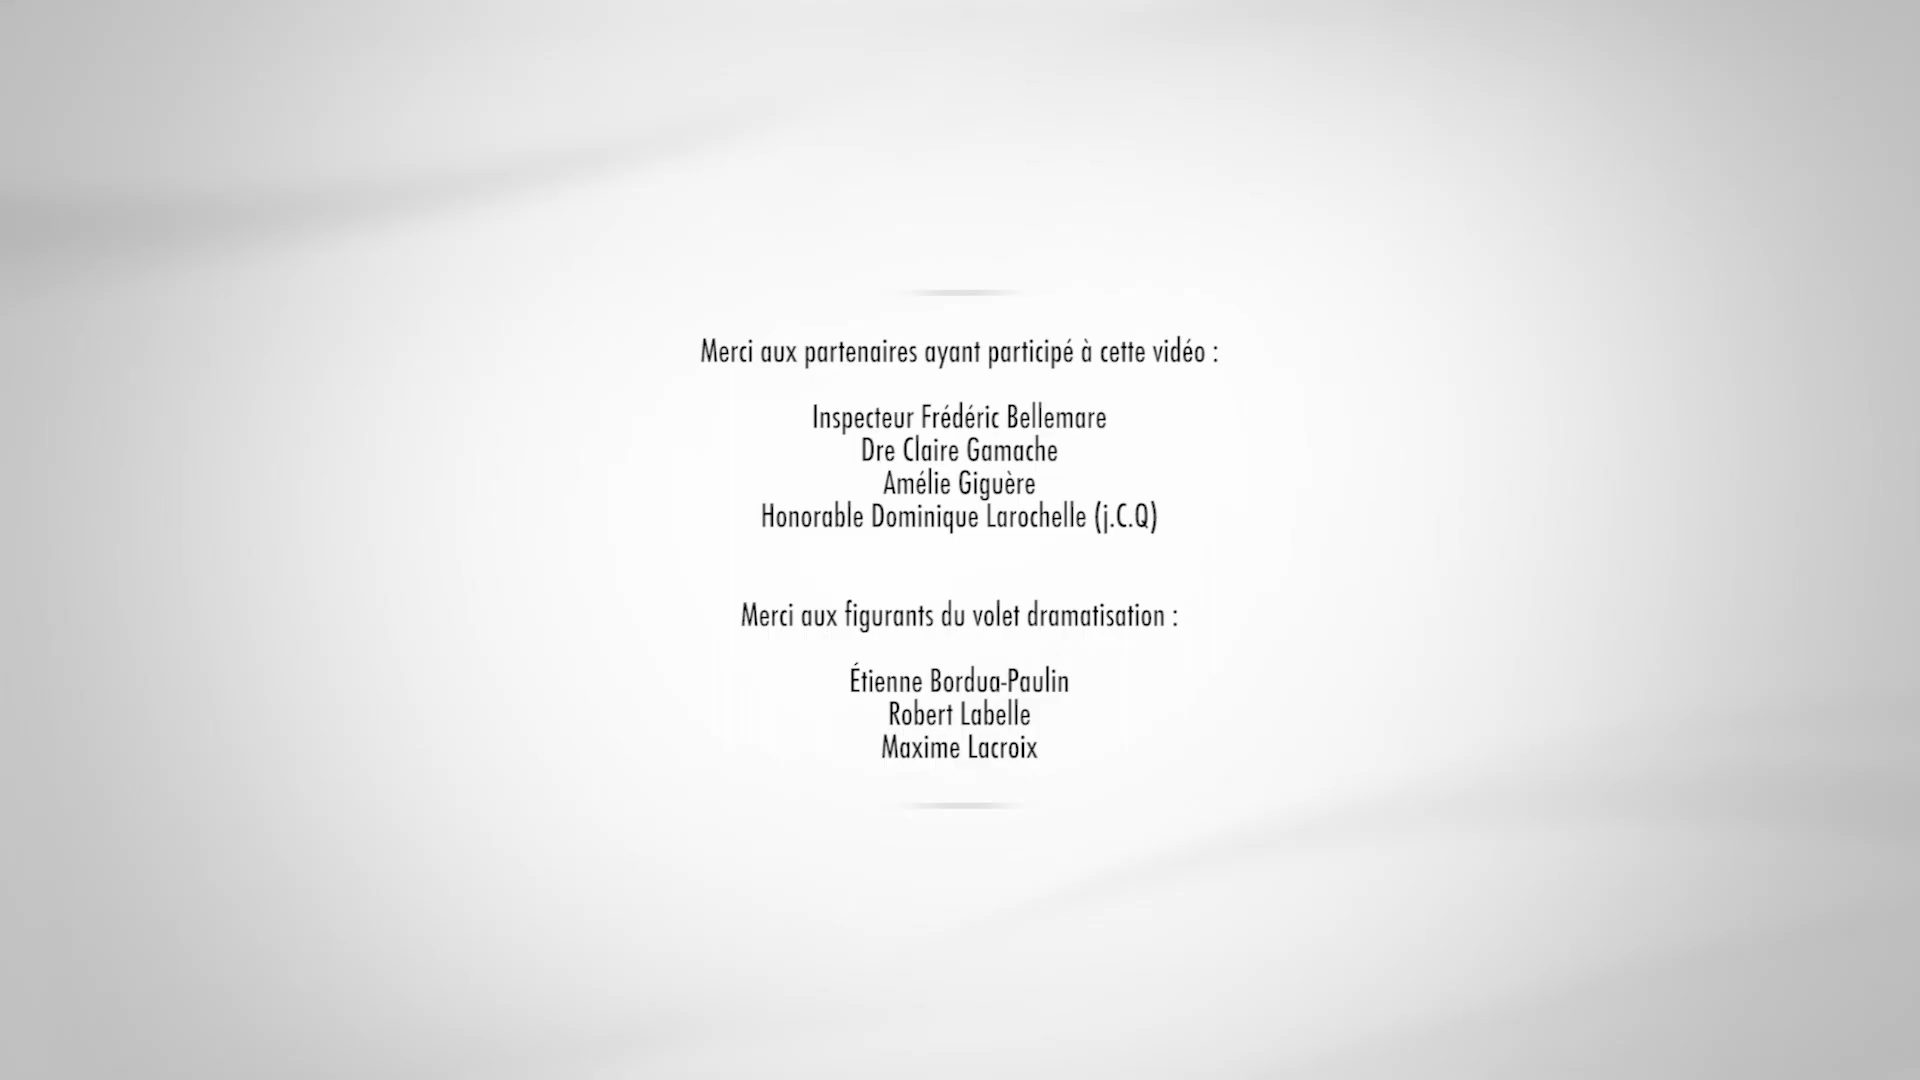 Merci aux partenaires ayant participé à cette vidéo :
Inspecteur Frédéric Bellemare
Dre Claire Gamache
Amélie Giguère
Honorable Dominique Larochelle (j.C.Q)
Merci aux figurants du volet dramatisation :
Étienne Bordua-Paulin
Robert Labelle
Maxime Lacroix